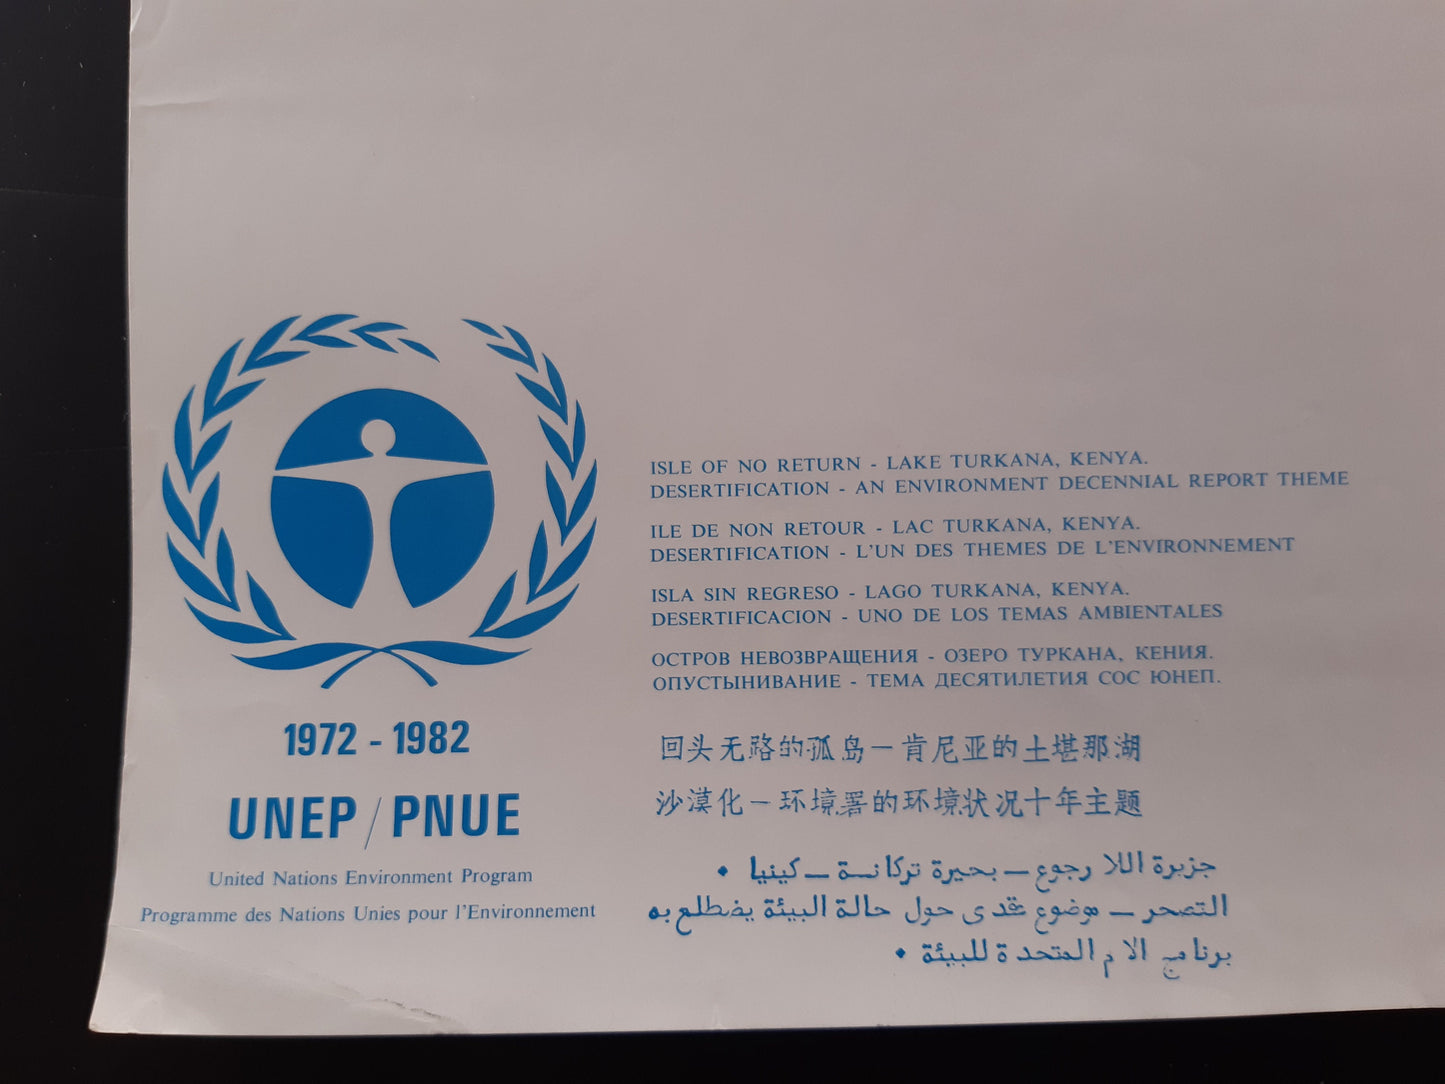 1972 - 1982
UNEP / PNUE
United Nations Environment Program
Programme des Nations Unies pour l'Environnement
ISLE OF NO RETURN - LAKE TURKANA, KENYA.
DESERTIFICATION - AN ENVIRONMENT DECENNIAL REPORT THEME
ILE DE NON RETOUR - LAC TURKANA, KENYA.
DESERTIFICATION - L'UN DES THEMES DE L'ENVIRONNEMENT
ISLA SIN REGRESO - LAGO TURKANA, KENYA.
DESERTIFICACION - UNO DE LOS TEMAS AMBIENTALES
ОСТРОВ НЕВОЗВРАЩЕНИЯ - ОЗЕРО ТУРКАНА, КЕНИЯ.
ОПУСТЫНИВАНИЕ - ТЕМА ДЕСЯТИЛЕТИЯ СОС ЮНЕП.
回头无路的孤岛－肯尼亚的土堪那湖
沙漠化－环境署的环境状况十年主题
جزيرة اللا رجوع — بحيرة تركانة — كينيا •
التصحر — موضوع عقدى حول حالة البيئة يضطلع به
برنامج الامم المتحدة للبيئة •